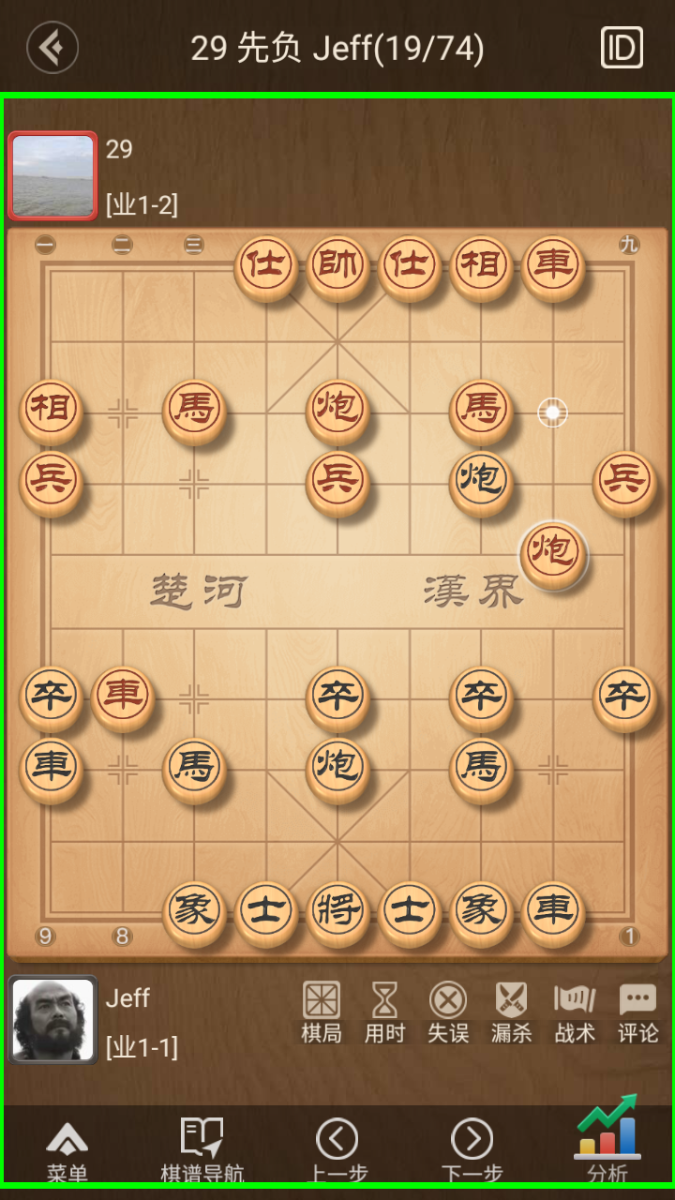 29 先负 Jeff(19/74)
ID
29
[业1-2]
一 二 三 九
仕 帥 仕 相 車
相 馬 炮 馬
兵 兵 炮 兵
炮
楚河 漢界
卒 車 卒 卒 卒
車 馬 炮 馬
象 士 將 士 象 車
9 8 1
Jeff
[业1-1]
棋局 用时 失误 漏杀 战术 评论
菜单 棋谱导航 上一步 下一步 分析